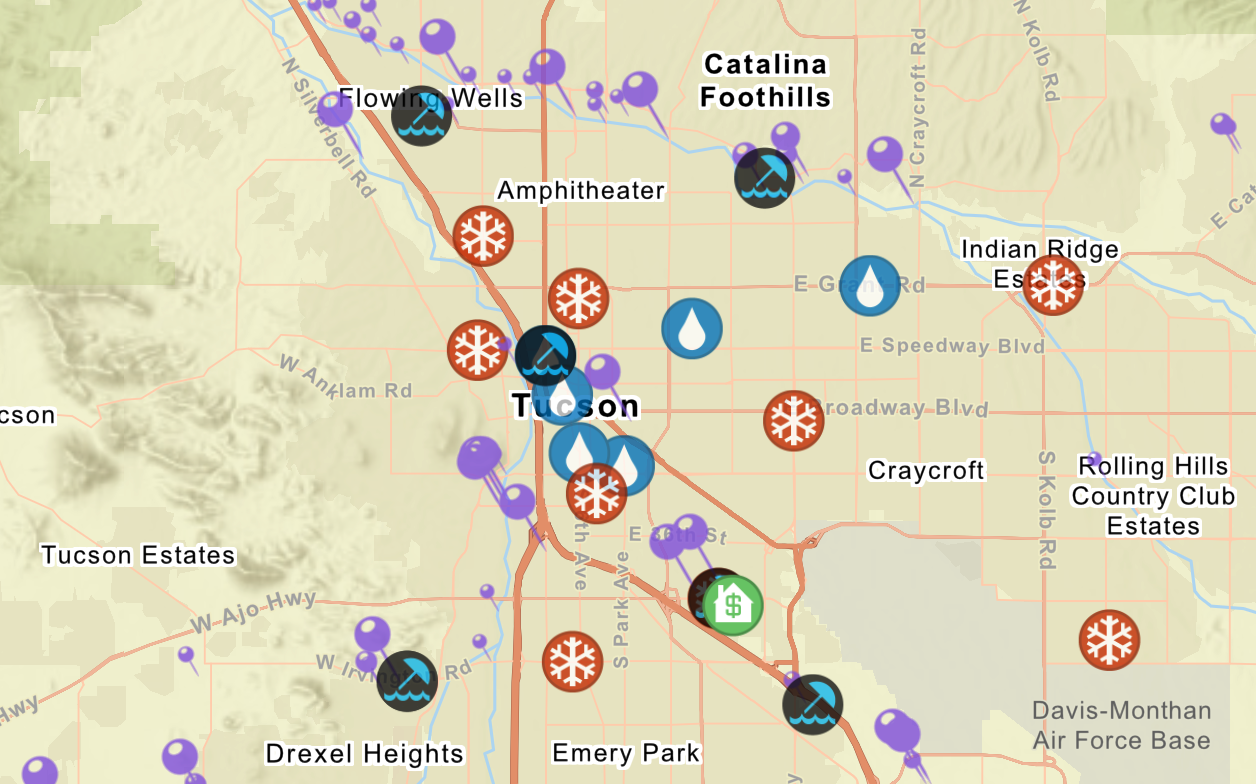 N Kolb Rd
Catalina
Foothills
N Craycroft Rd
Flowing Wells
N Silverbell Rd
Amphitheater
E Cat
Indian Ridge
Estates
E Grant Rd
E Speedway Blvd
W Anklam Rd
cson
Tucson
Broadway Blvd
Craycroft
Rolling Hills
Country Club
Estates
S Kolb Rd
E 36th St
th Ave
Tucson Estates
S Park Ave
W Ajo Hwy
W Irvington Rd
Hwy
Davis-Monthan
Air Force Base
Drexel Heights
Emery Park
y